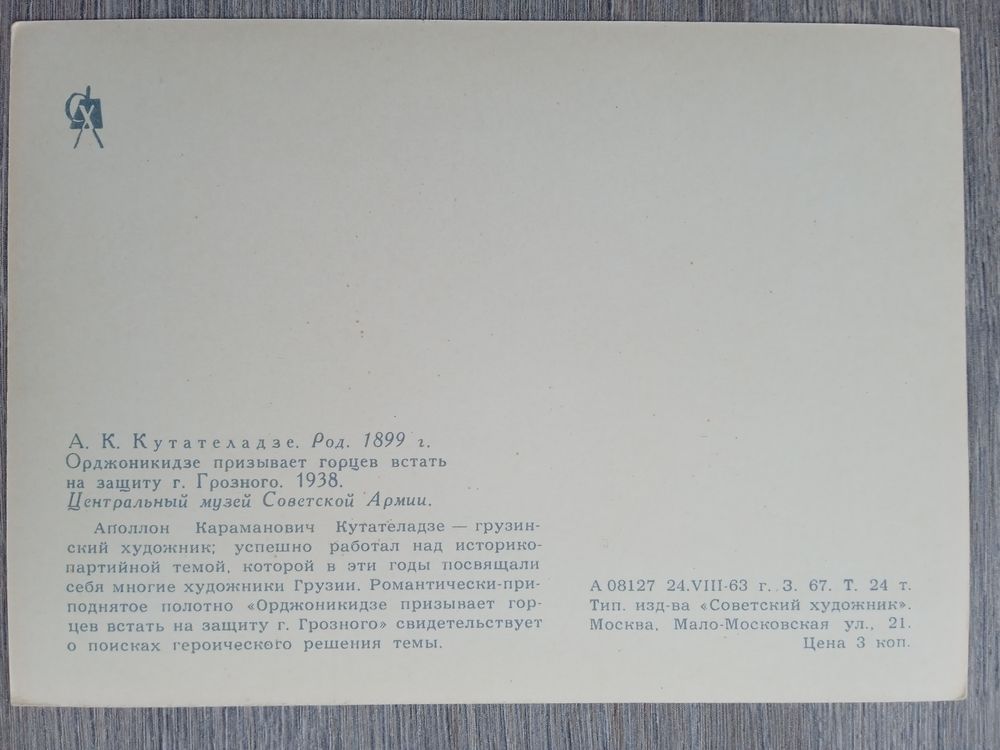 СХ
А. К. Кутателадзе. Род. 1899 г.
Орджоникидзе призывает горцев встать
на защиту г. Грозного. 1938.
Центральный музей Советской Армии.
Аполлон Караманович Кутателадзе — грузин-
ский художник; успешно работал над историко-
партийной темой, которой в эти годы посвящали
себя многие художники Грузии. Романтически-при-
поднятое полотно «Орджоникидзе призывает гор-
цев встать на защиту г. Грозного» свидетельствует
о поисках героического решения темы.
А 08127 24.VIII-63 г. З. 67. Т. 24 т.
Тип. изд-ва «Советский художник».
Москва, Мало-Московская ул., 21.
Цена 3 коп.